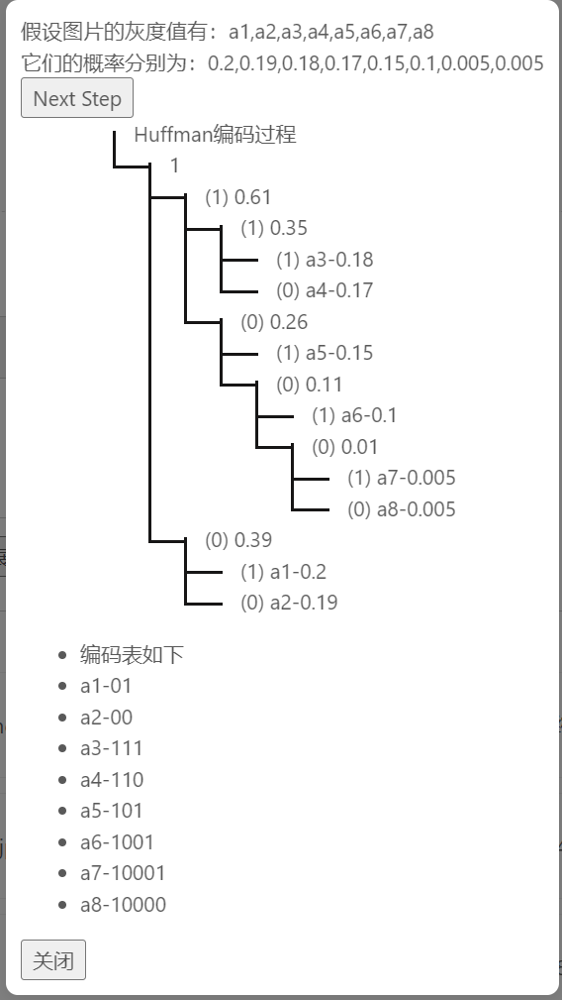 假设图片的灰度值有：a1,a2,a3,a4,a5,a6,a7,a8
它们的概率分别为：0.2,0.19,0.18,0.17,0.15,0.1,0.005,0.005
Next Step
Huffman编码过程
1
(1) 0.61
(1) 0.35
(1) a3-0.18
(0) a4-0.17
(0) 0.26
(1) a5-0.15
(0) 0.11
(1) a6-0.1
(0) 0.01
(1) a7-0.005
(0) a8-0.005
(0) 0.39
(1) a1-0.2
(0) a2-0.19
编码表如下
a1-01
a2-00
a3-111
a4-110
a5-101
a6-1001
a7-10001
a8-10000
关闭